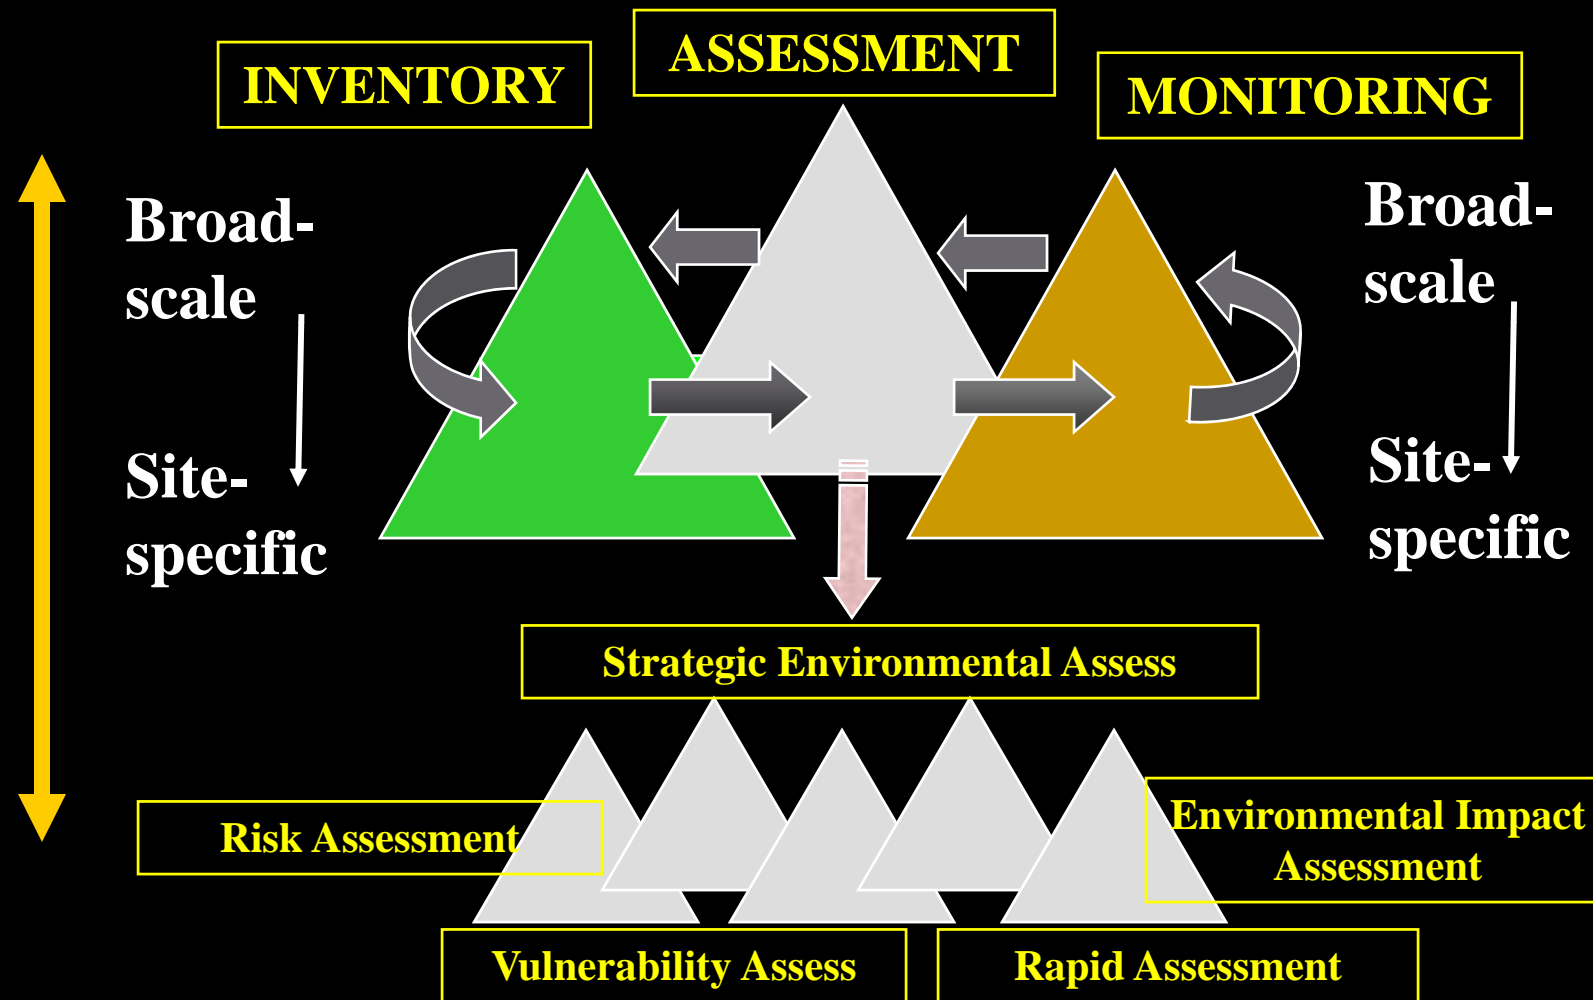 INVENTORY
ASSESSMENT
MONITORING
Broad-
scale
Site-
specific
Broad-
scale
Site-
specific
Strategic Environmental Assess
Risk Assessment
Environmental Impact
Assessment
Vulnerability Assess
Rapid Assessment